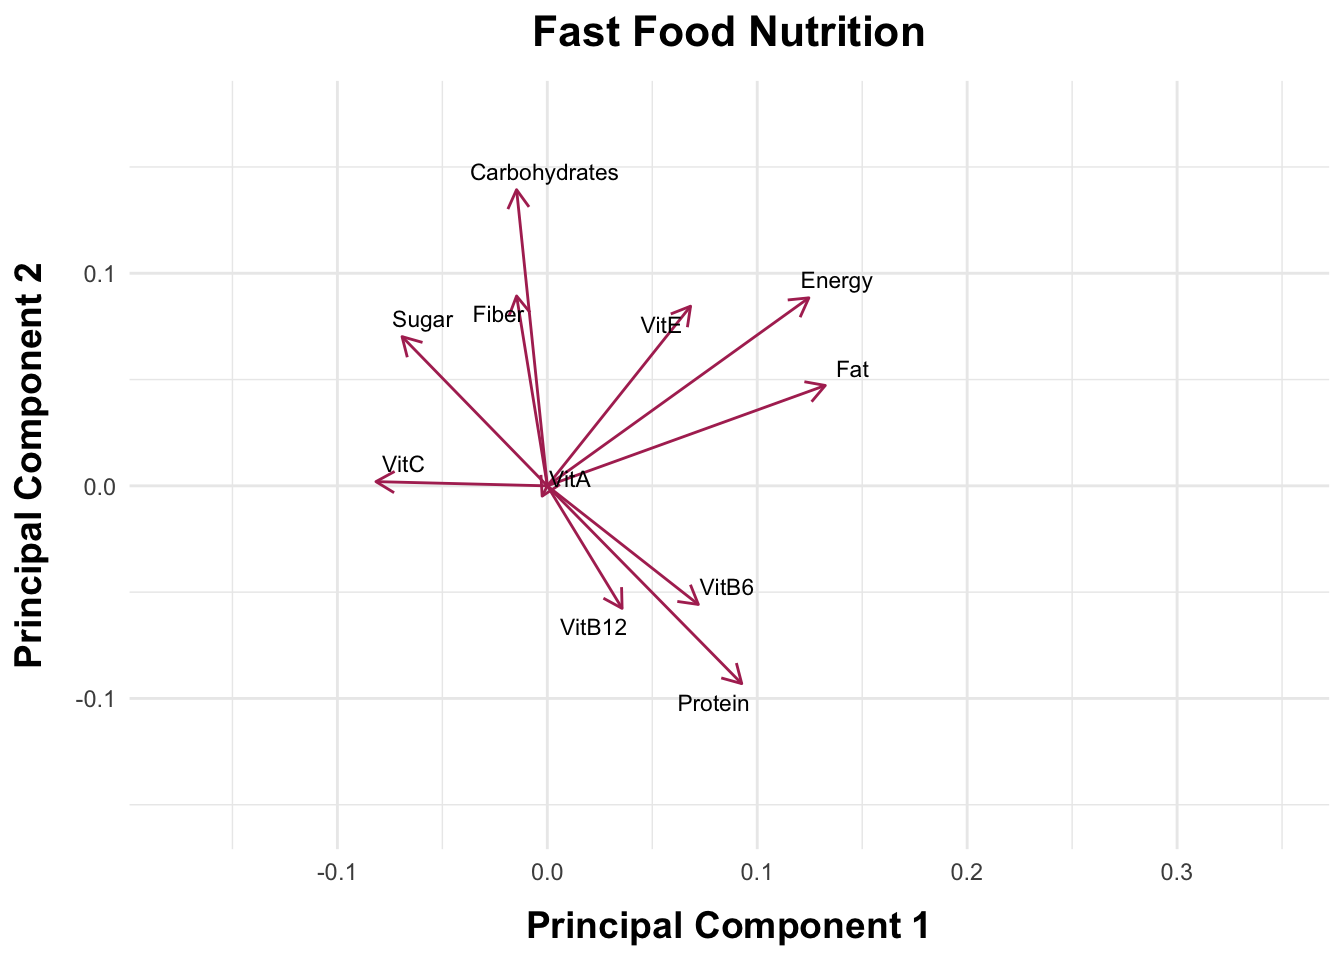 Fast Food Nutrition
Carbohydrates
Energy
Sugar
Fiber
VitE
Fat
VitC
VitA
VitB6
VitB12
Protein
0.1
0.0
-0.1
Principal Component 2
-0.1
0.0
0.1
0.2
0.3
Principal Component 1